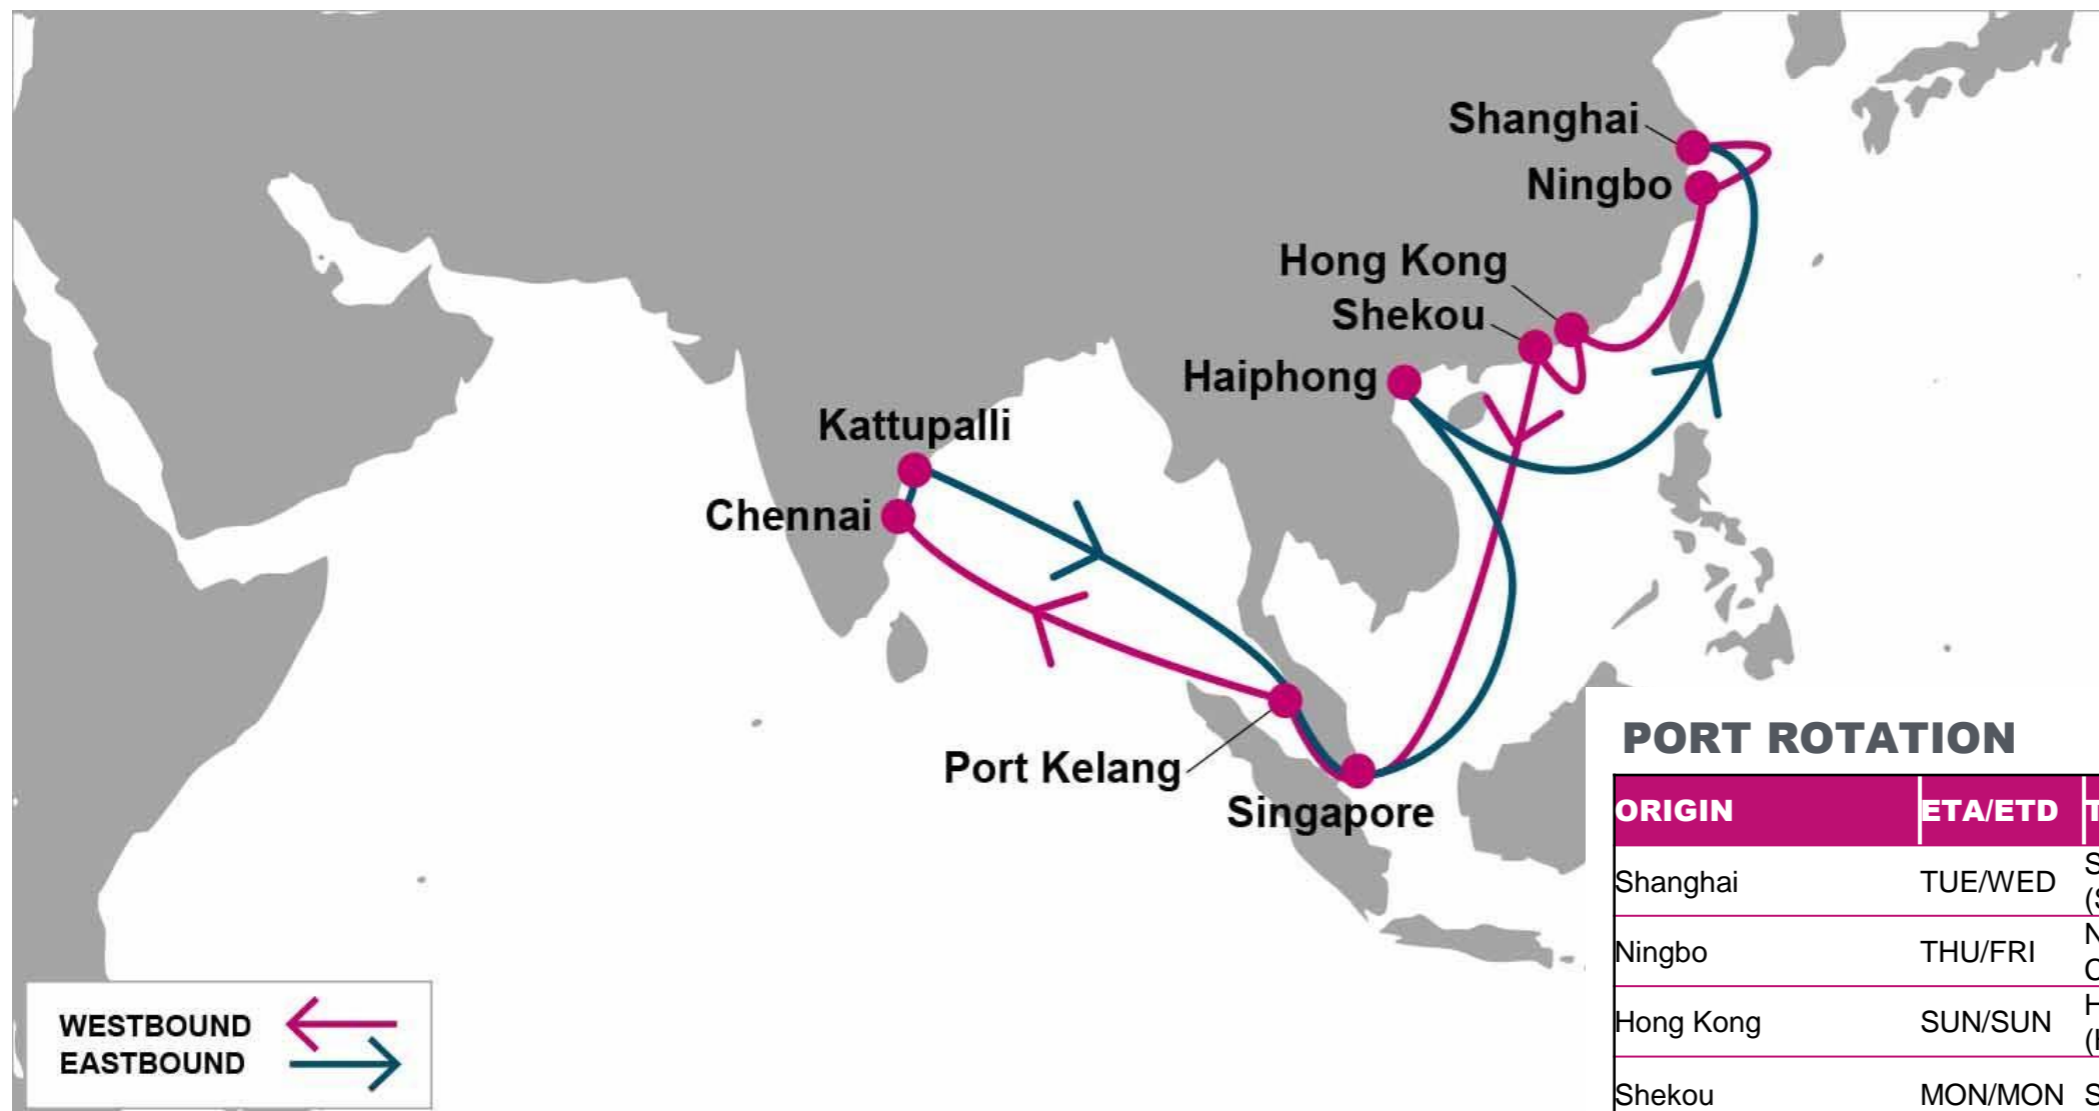 Shanghai
Ningbo
Hong Kong
Shekou
Haiphong
Kattupalli
Chennai
Port Kelang
Singapore
WESTBOUND
EASTBOUND
PORT ROTATION
ORIGIN ETA/ETD
Shanghai TUE/WED
Ningbo THU/FRI
Hong Kong SUN/SUN
Shekou MON/MON